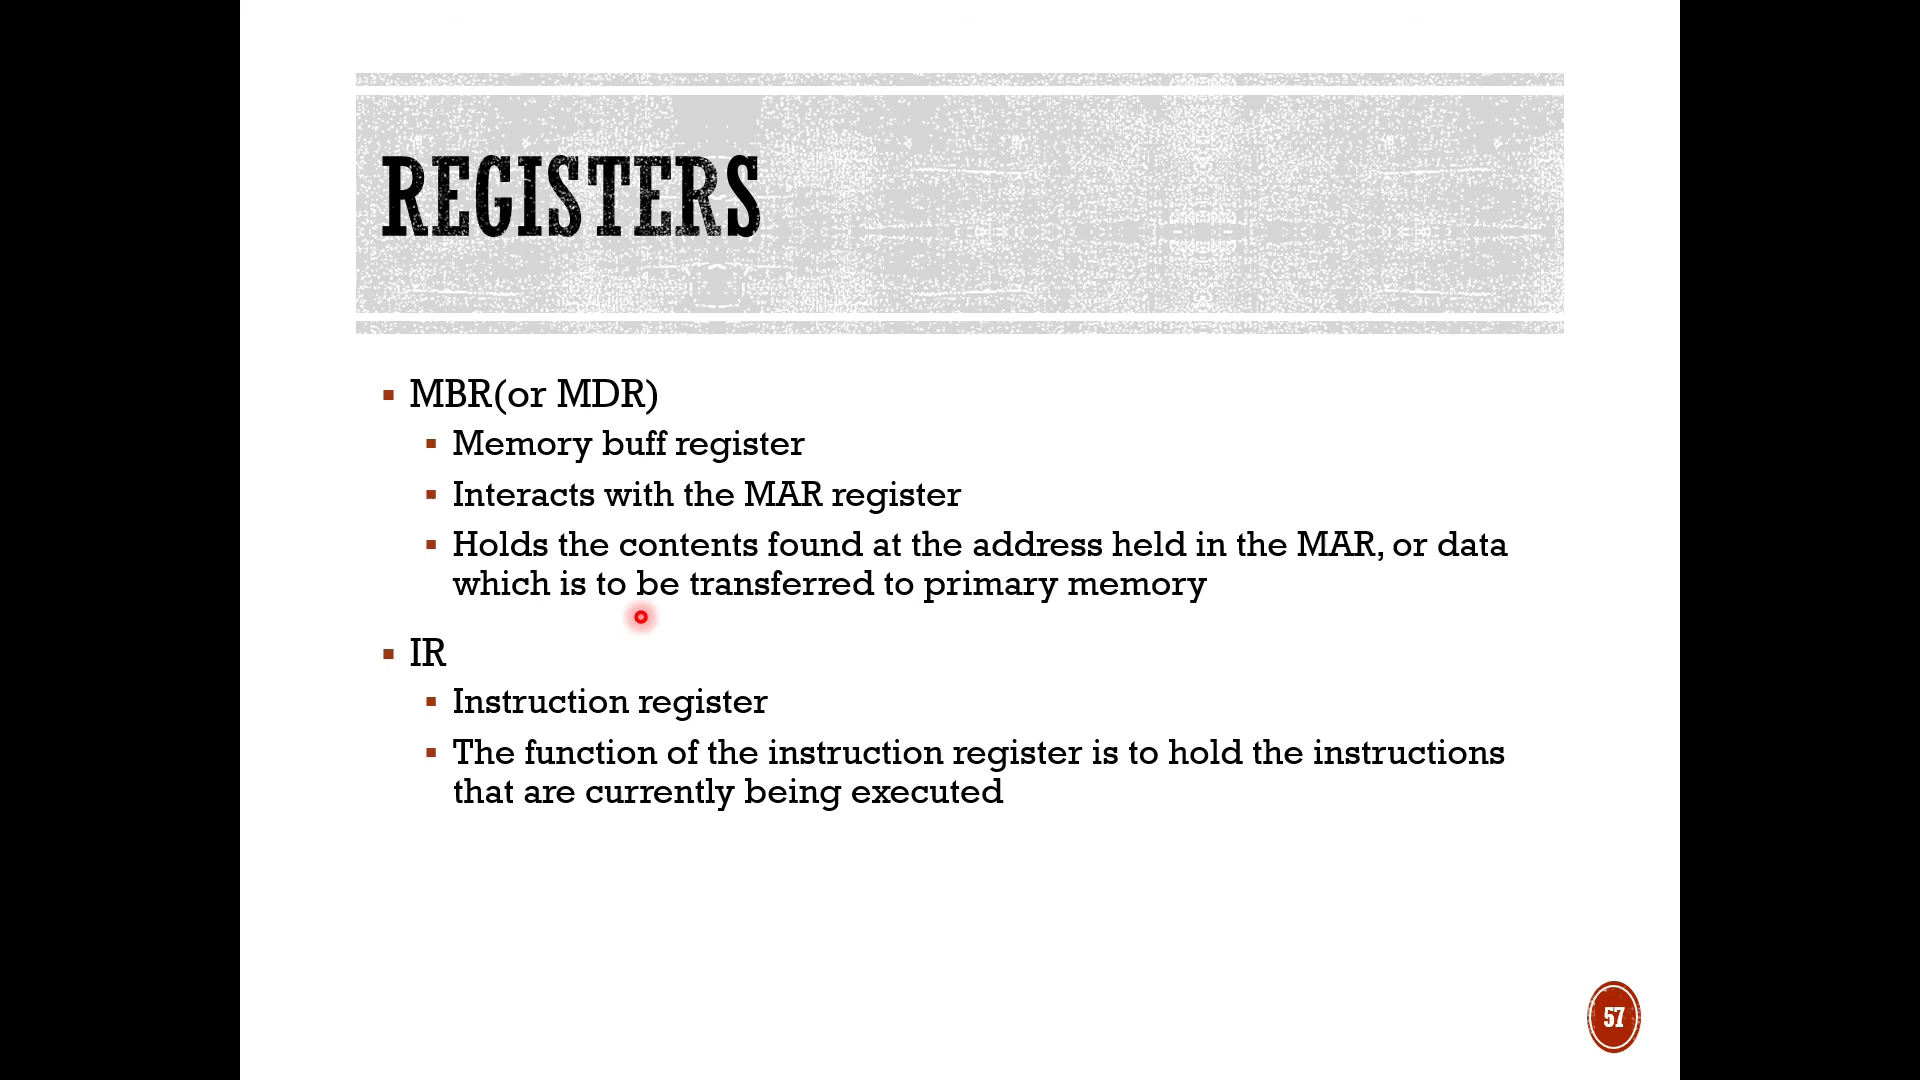 REGISTERS
MBR(or MDR)
Memory buff register
Interacts with the MAR register
Holds the contents found at the address held in the MAR, or data
which is to be transferred to primary memory
IR
Instruction register
The function of the instruction register is to hold the instructions
that are currently being executed
57